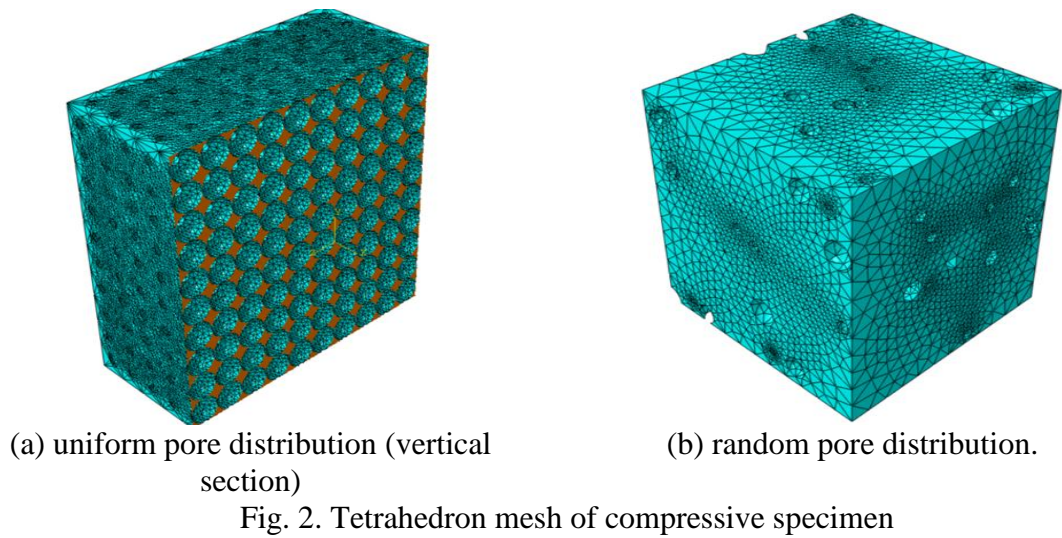 (a) uniform pore distribution (vertical
section)
(b) random pore distribution.
Fig. 2. Tetrahedron mesh of compressive specimen